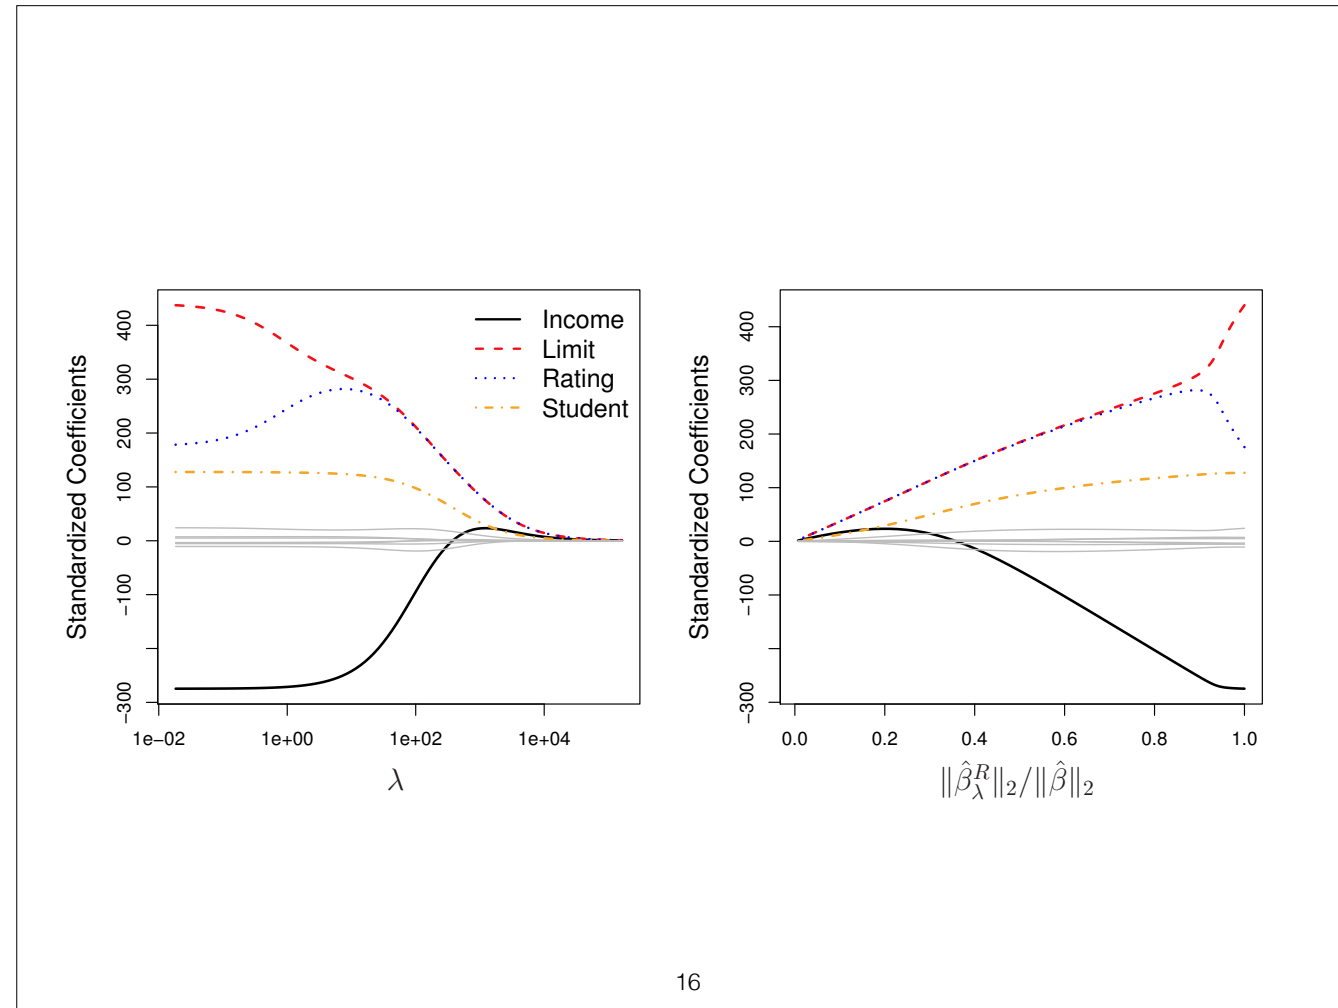 Standardized Coefficients
400
300
200
100
0
−100
−300
1e−02
1e+00
1e+02
1e+04
λ
Income
Limit
Rating
Student
Standardized Coefficients
400
300
200
100
0
−100
−300
0.0
0.2
0.4
0.6
0.8
1.0
‖β̂λᴿ‖₂/‖β̂‖₂
16